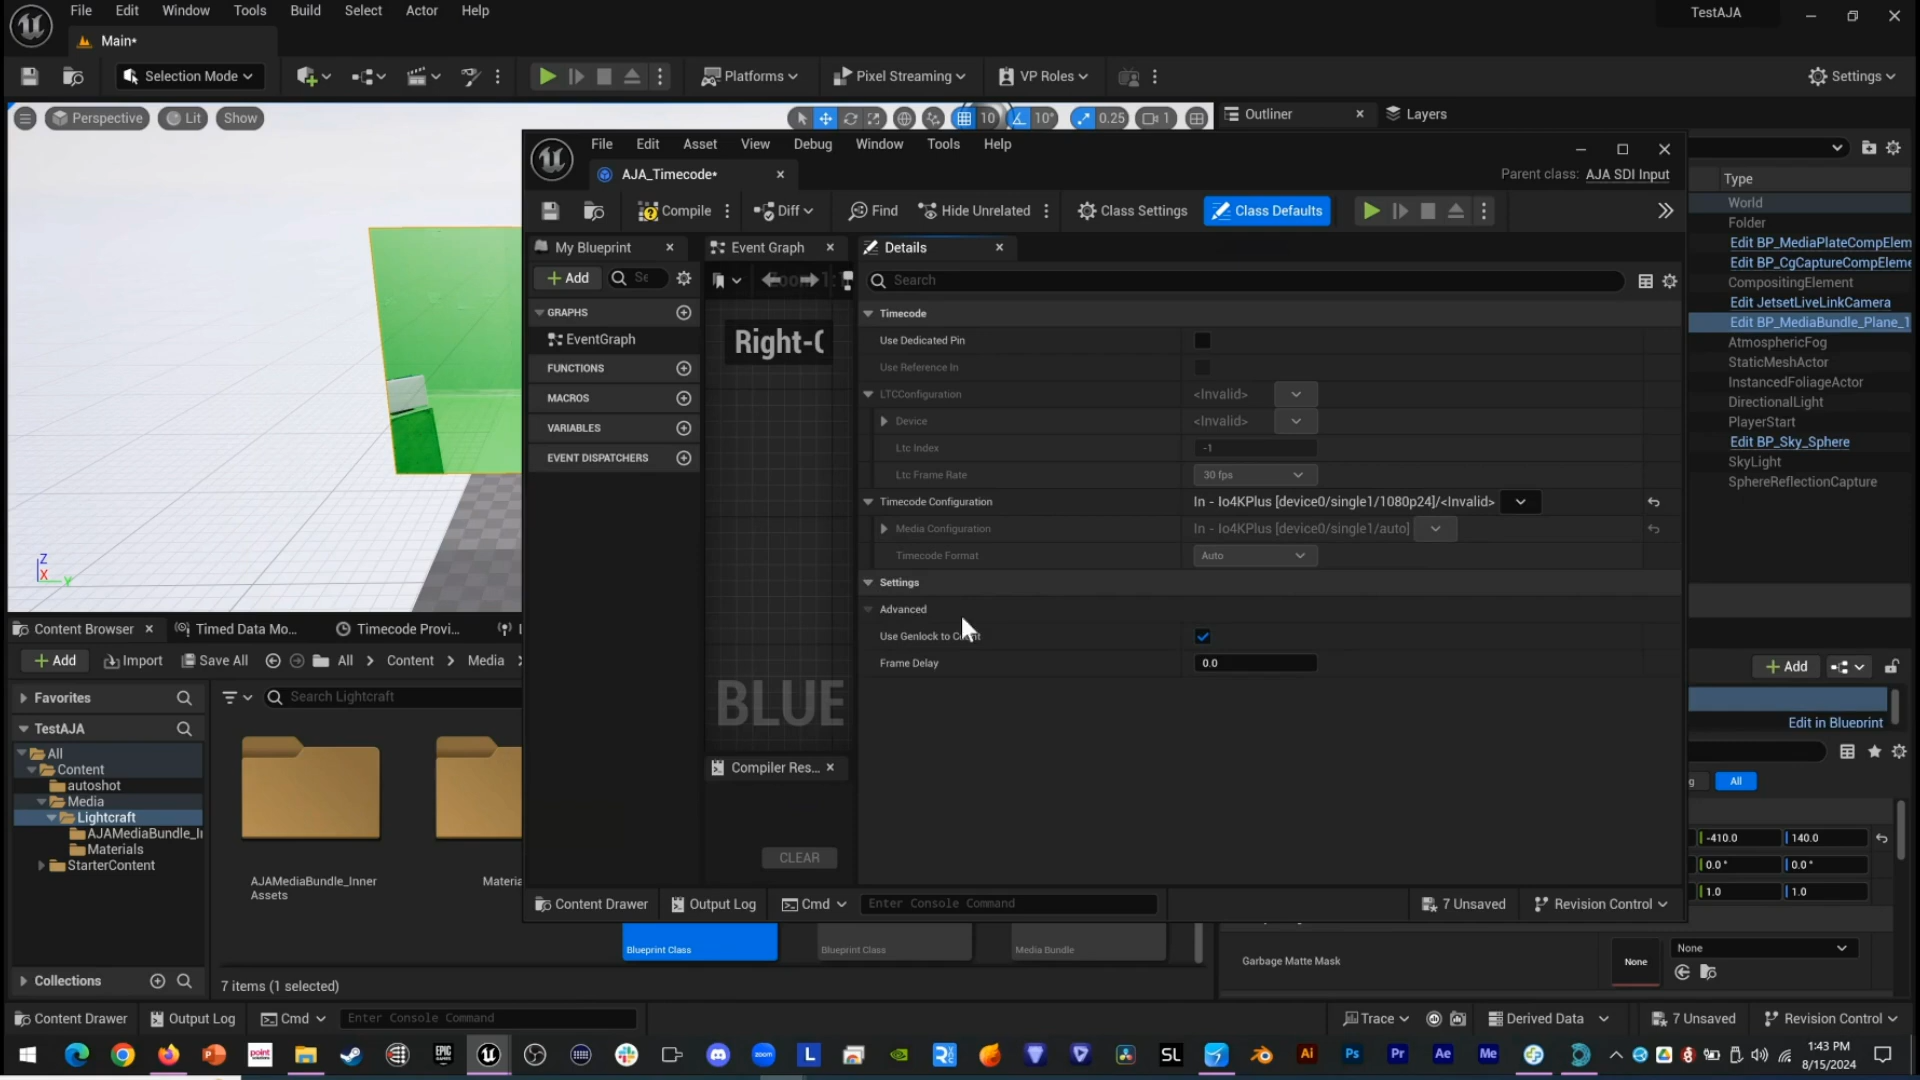 File Edit Window Tools Build Select Actor Help
TestAJA
Main*
Selection Mode
Platforms
Pixel Streaming
VP Roles
Settings
Perspective Lit Show
10 10° 0.25 1
Outliner Layers
File Edit Asset View Debug Window Tools Help
AJA_Timecode*
Parent class: AJA SDI Input
Compile Diff Find Hide Unrelated Class Settings Class Defaults
My Blueprint
Event Graph
Details
Add
Search
GRAPHS
EventGraph
FUNCTIONS
MACROS
VARIABLES
EVENT DISPATCHERS
Right-C
BLUE
Compiler Res...
CLEAR
Timecode
Use Dedicated Pin
Use Reference In
LTCConfiguration <Invalid>
Device <Invalid>
Ltc Index -1
Ltc Frame Rate 30 fps
Timecode Configuration In - Io4KPlus [device0/single1/1080p24]/<Invalid>
Media Configuration In - Io4KPlus [device0/single1/auto]
Timecode Format Auto
Settings
Advanced
Use Genlock to
Frame Delay 0.0
Content Drawer Output Log Cmd Enter Console Command 7 Unsaved Revision Control
Type
World
Folder
Edit BP_MediaPlateCompElem
Edit BP_CgCaptureCompEleme
CompositingElement
Edit JetsetLiveLinkCamera
Edit BP_MediaBundle_Plane_1
AtmosphericFog
StaticMeshActor
InstancedFoliageActor
DirectionalLight
PlayerStart
Edit BP_Sky_Sphere
SkyLight
SphereReflectionCapture
Add
Edit in Blueprint
All
-410.0 140.0
0.0° 0.0°
1.0 1.0
Garbage Matte Mask None None
Z
X
Y
Content Browser Timed Data Mo... Timecode Provi...
Add Import Save All All Content Media
Favorites
Search Lightcraft
TestAJA
All
Content
autoshot
Media
Lightcraft
AJAMediaBundle_I
Materials
StarterContent
AJAMediaBundle_Inner
Assets
Materia
Blueprint Class
Blueprint Class
Media Bundle
Collections
7 items (1 selected)
Content Drawer Output Log Cmd Enter Console Command Trace Derived Data 7 Unsaved Revision Control
1:43 PM
8/15/2024